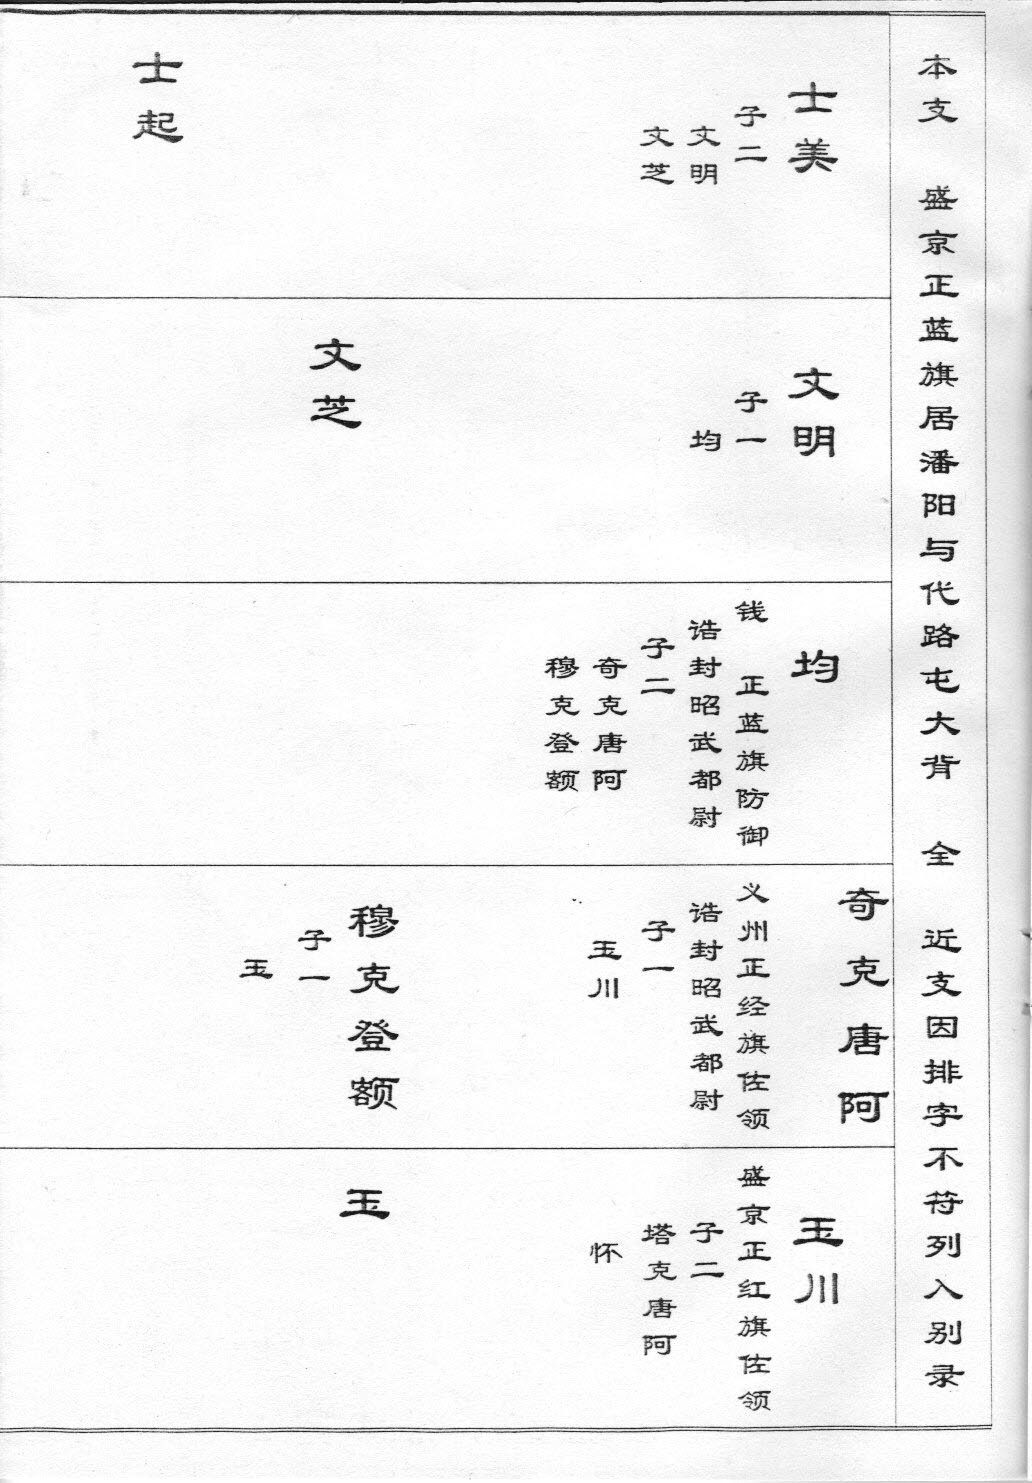 本支 盛京正蓝旗居潘阳与代路屯大背 全 近支因排字不符列入别录
士美
子二
文明
文芝
士起
文明
子一
均
文芝
均
钱 正蓝旗防御
诰封昭武都尉
子二
奇克唐阿
穆克登额
奇克唐阿
义州正经旗佐领
诰封昭武都尉
子一
玉川
穆克登额
子一
玉
玉川
盛京正红旗佐领
子二
塔克唐阿
怀
玉